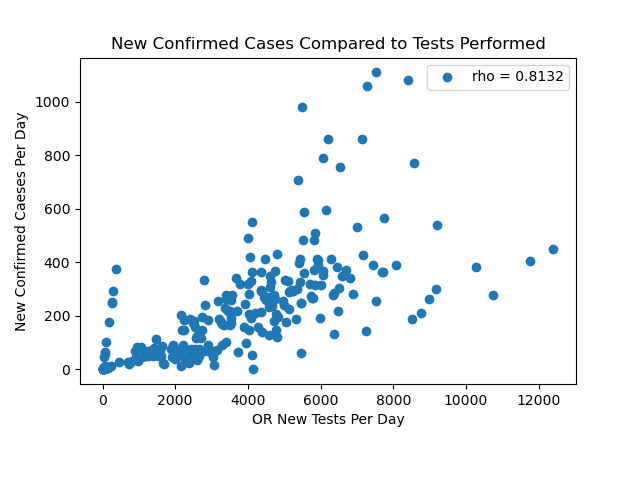 New Confirmed Cases Compared to Tests Performed
rho = 0.8132
New Confirmed Caeses Per Day
1000
800
600
400
200
0
0 2000 4000 6000 8000 10000 12000
OR New Tests Per Day